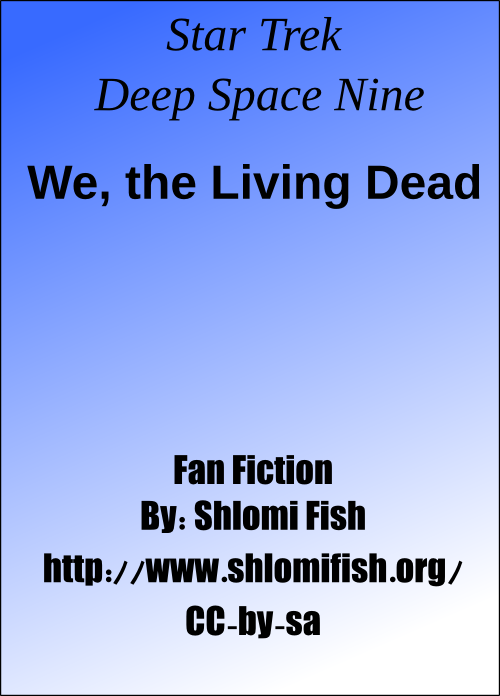 Star Trek
Deep Space Nine
We, the Living Dead
Fan Fiction
By: Shlomi Fish
http://www.shlomifish.org/
CC-by-sa